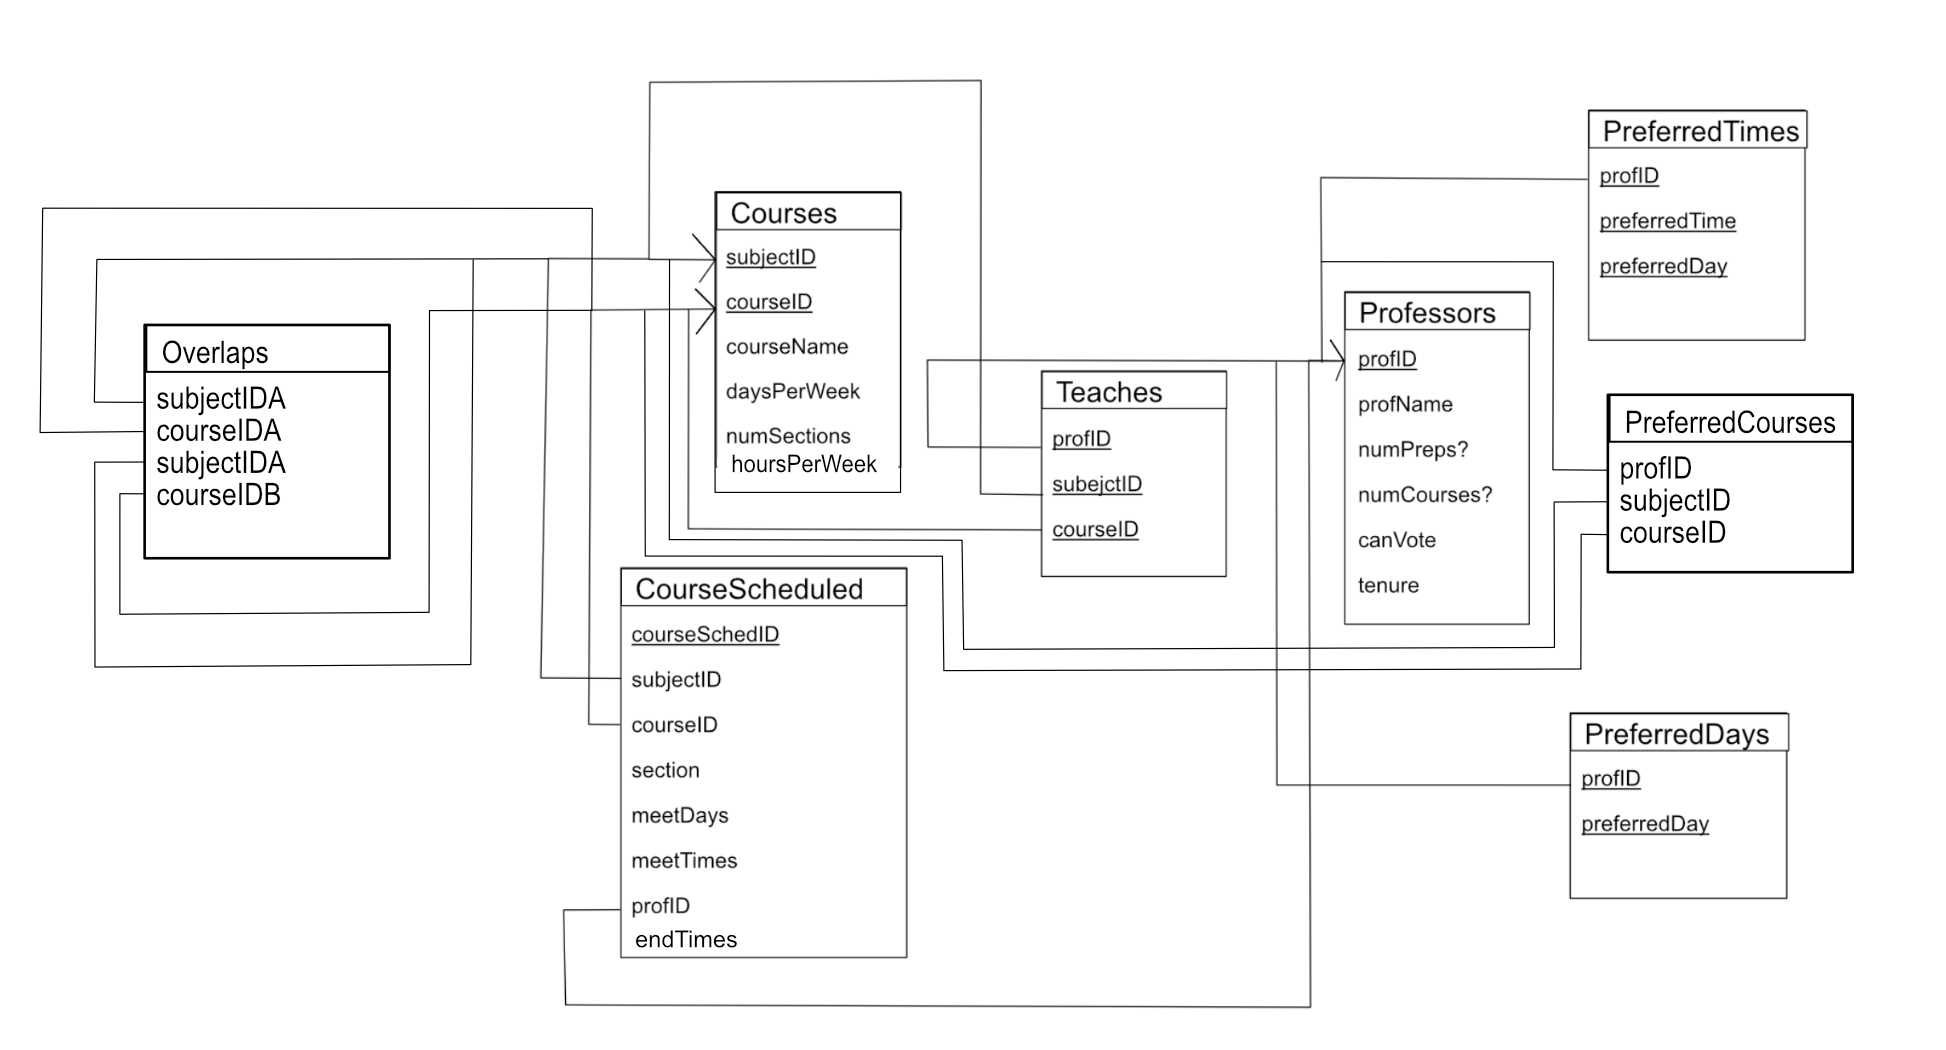 PreferredTimes
profID
preferredTime
preferredDay
Courses
subjectID
courseID
courseName
daysPerWeek
numSections
hoursPerWeek
Professors
profID
profName
numPreps?
numCourses?
canVote
tenure
Overlaps
subjectIDA
courseIDA
subjectIDA
courseIDB
Teaches
profID
subejctID
courseID
PreferredCourses
profID
subjectID
courseID
CourseScheduled
courseSchedID
subjectID
courseID
section
meetDays
meetTimes
profID
endTimes
PreferredDays
profID
preferredDay